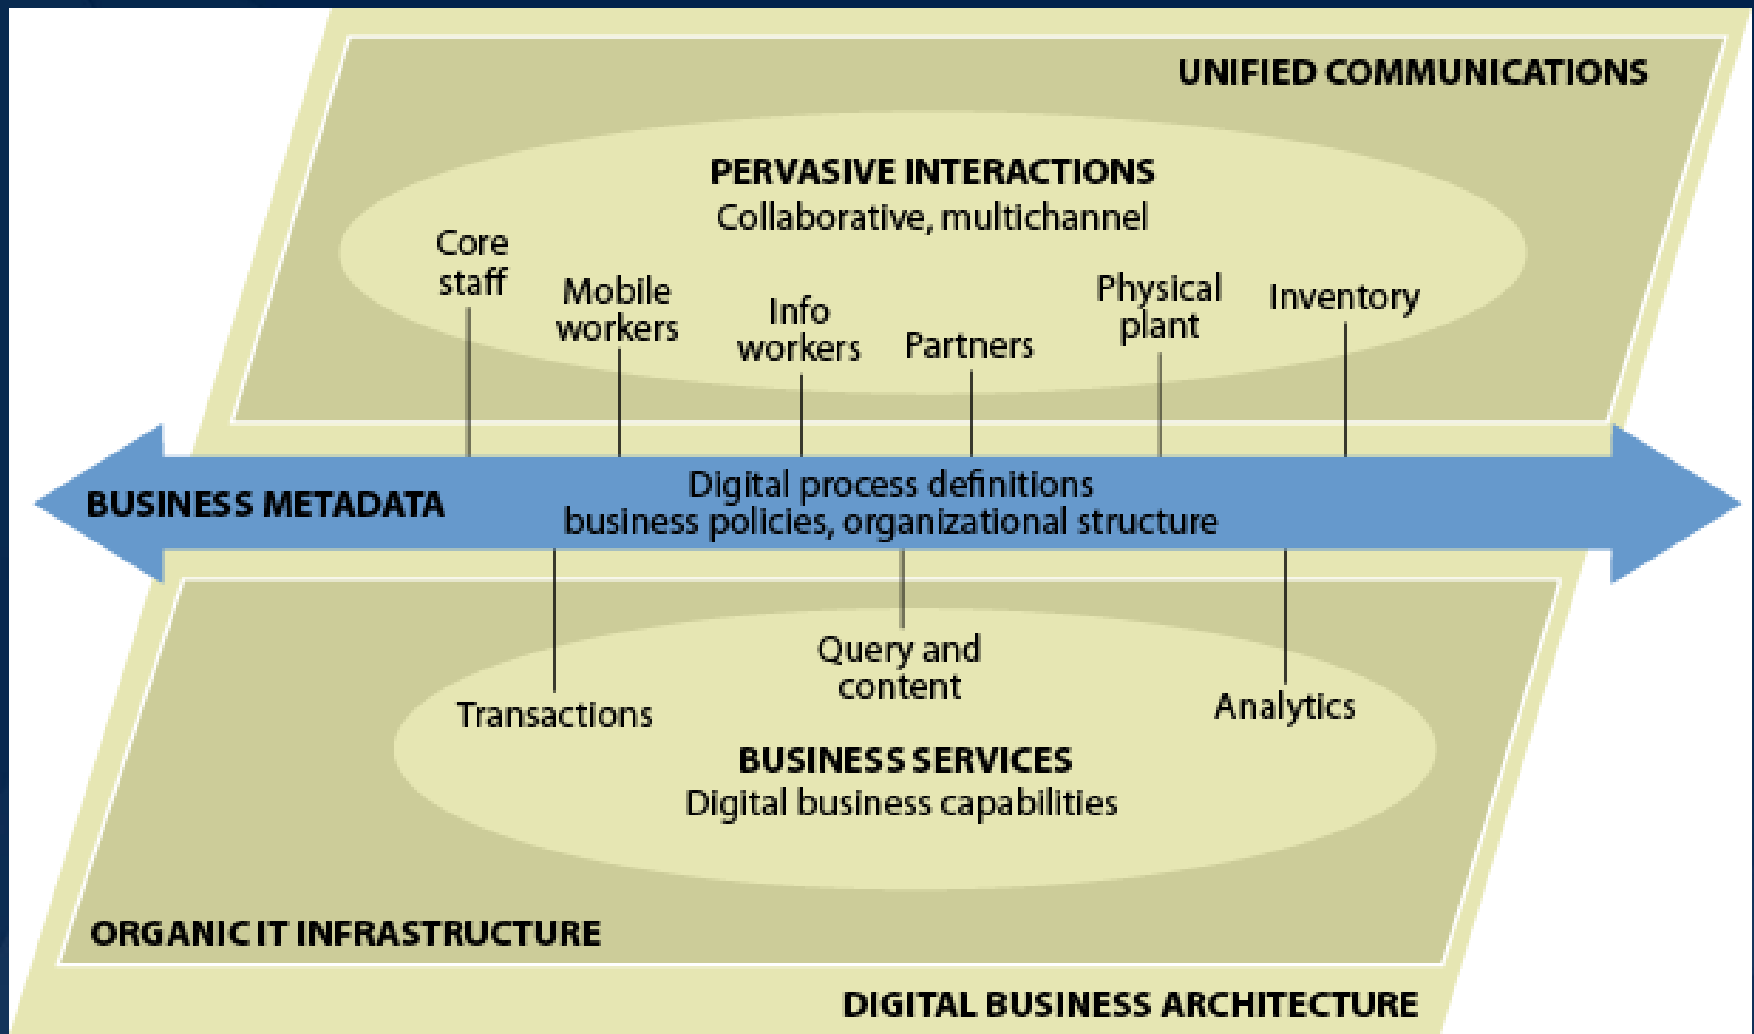 UNIFIED COMMUNICATIONS
PERVASIVE INTERACTIONS
Collaborative, multichannel
Core
staff
Mobile
workers
Info
workers
Partners
Physical
plant
Inventory
BUSINESS METADATA
Digital process definitions
business policies, organizational structure
Transactions
Query and
content
Analytics
BUSINESS SERVICES
Digital business capabilities
ORGANIC IT INFRASTRUCTURE
DIGITAL BUSINESS ARCHITECTURE